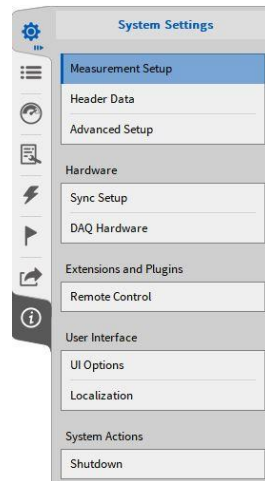 System Settings
Measurement Setup
Header Data
Advanced Setup
Hardware
Sync Setup
DAQ Hardware
Extensions and Plugins
Remote Control
User Interface
UI Options
Localization
System Actions
Shutdown